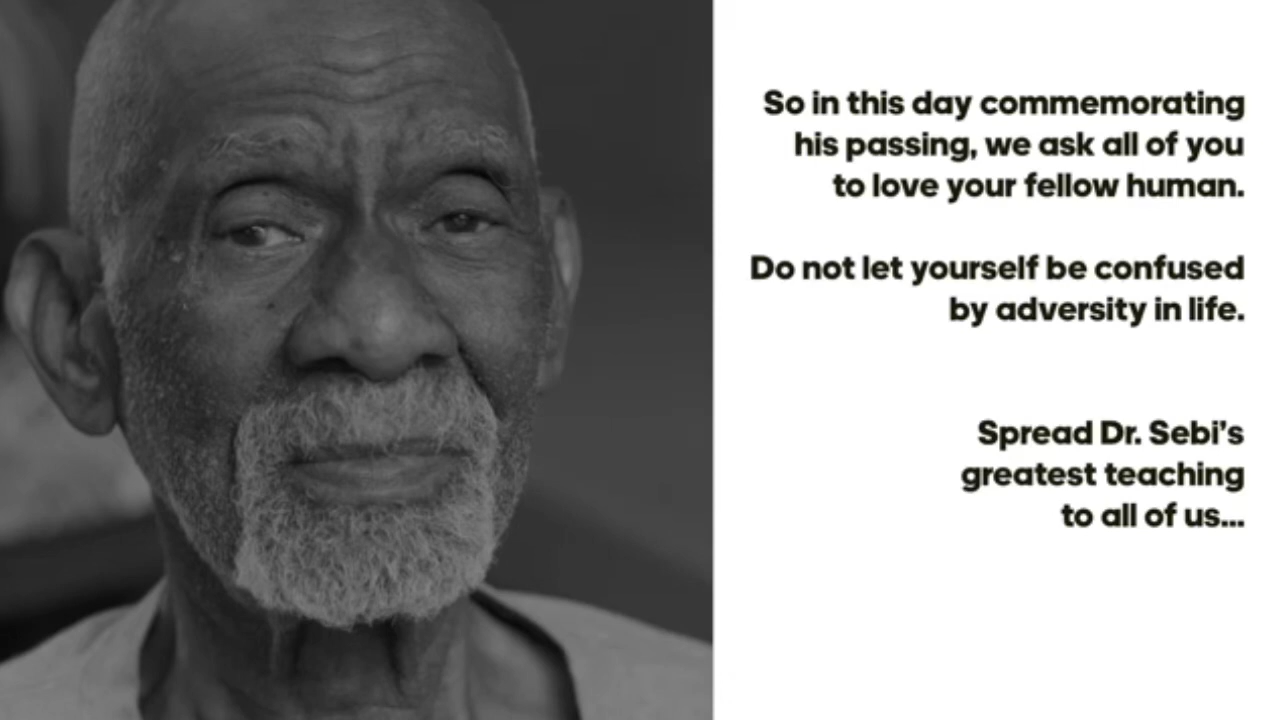 So in this day commemorating
his passing, we ask all of you
to love your fellow human.
Do not let yourself be confused
by adversity in life.
Spread Dr. Sebi's
greatest teaching
to all of us...